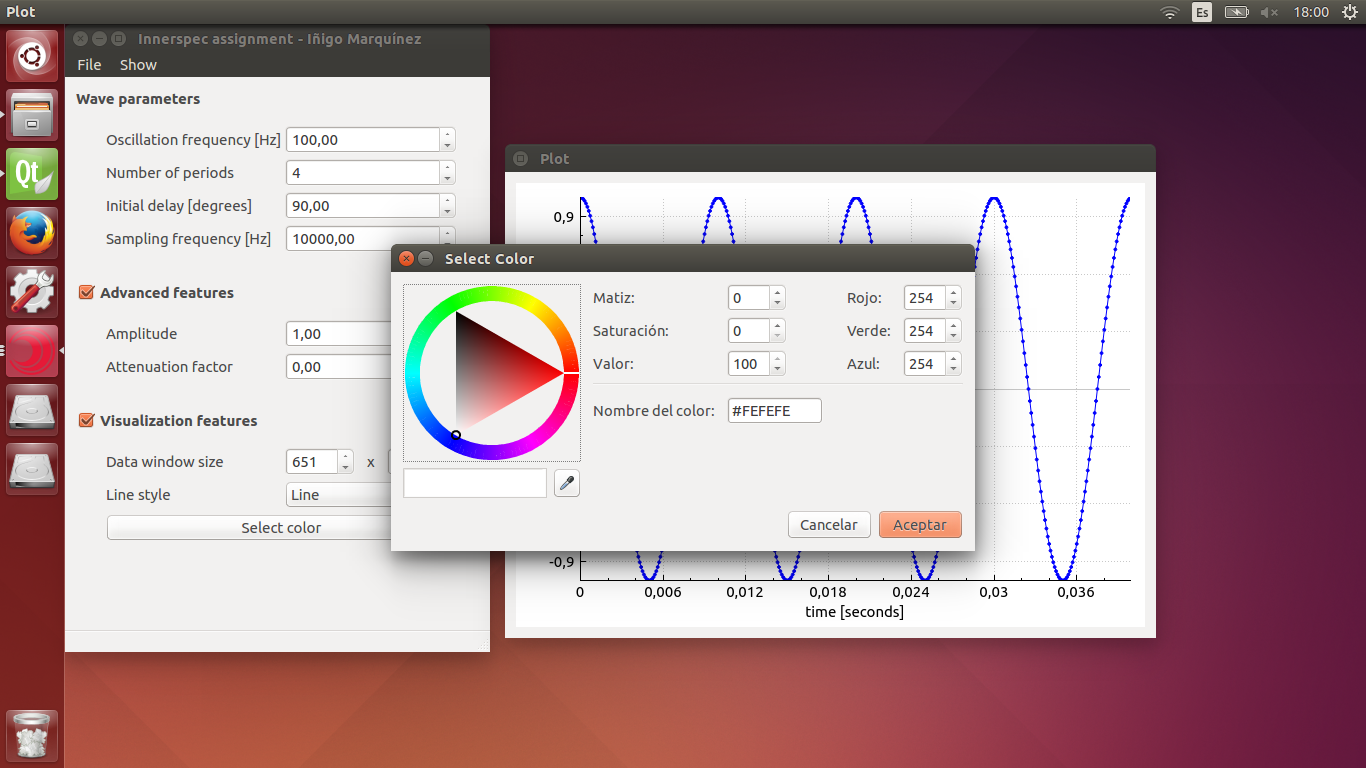 Plot
Es
18:00
Innerspec assignment - Iñigo Marquínez
File Show
Wave parameters
Oscillation frequency [Hz] 100,00
Number of periods 4
Initial delay [degrees] 90,00
Sampling frequency [Hz] 10000,00
Advanced features
Amplitude 1,00
Attenuation factor 0,00
Visualization features
Data window size 651 x
Line style Line
Select color
Qt
Plot
0,9
-0,9
0 0,006 0,012 0,018 0,024 0,03 0,036
time [seconds]
Select Color
Matiz: 0 Rojo: 254
Saturación: 0 Verde: 254
Valor: 100 Azul: 254
Nombre del color: #FEFEFE
Cancelar Aceptar